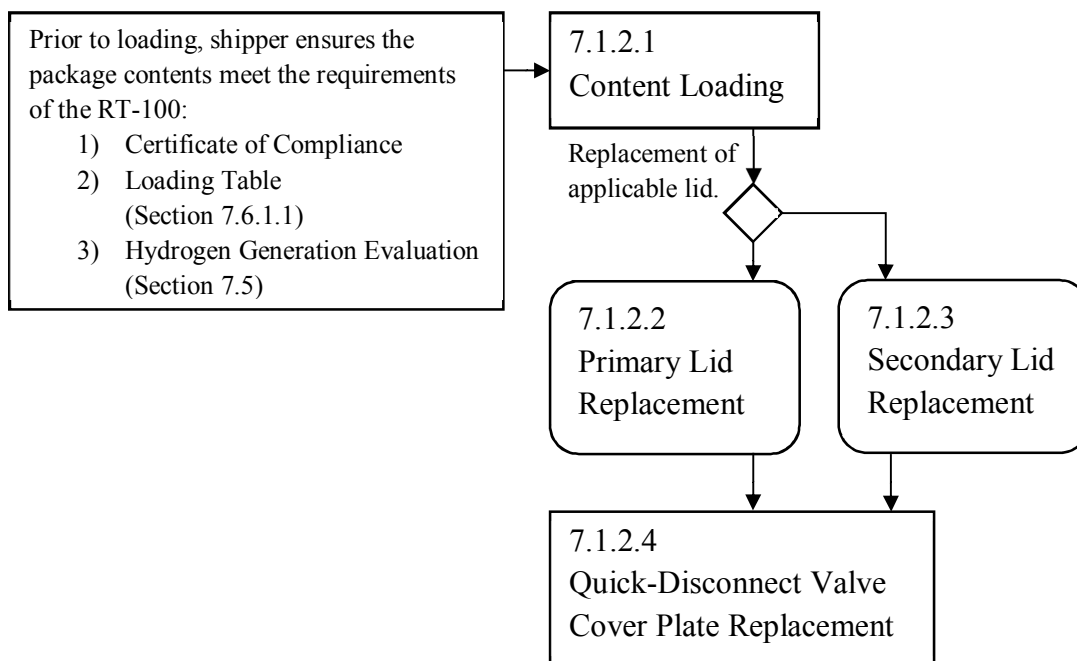 Prior to loading, shipper ensures the
package contents meet the requirements
of the RT-100:
1) Certificate of Compliance
2) Loading Table
(Section 7.6.1.1)
3) Hydrogen Generation Evaluation
(Section 7.5)
7.1.2.1
Content Loading
Replacement of
applicable lid.
7.1.2.2
Primary Lid
Replacement
7.1.2.3
Secondary Lid
Replacement
7.1.2.4
Quick-Disconnect Valve
Cover Plate Replacement